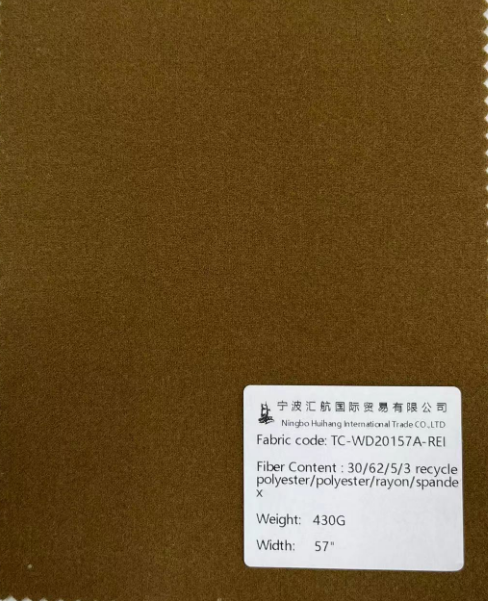 宁波汇航国际贸易有限公司
Ningbo Huihang International Trade CO.,LTD
Fabric code: TC-WD20157A-REI
Fiber Content : 30/62/5/3 recycle
polyester/polyester/rayon/spande
x
Weight: 430G
Width: 57"